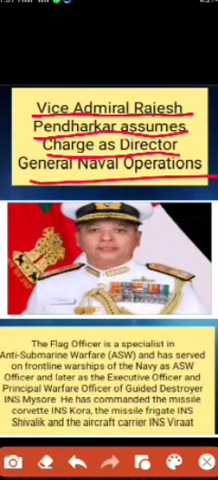 Vice Admiral Rajesh
Pendharkar assumes
Charge as Director
General Naval Operations
The Flag Officer is a specialist in
Anti-Submarine Warfare (ASW) and has served
on frontline warships of the Navy as ASW
Officer and later as the Executive Officer and
Principal Warfare Officer of Guided Destroyer
INS Mysore. He has commanded the missile
corvette INS Kora, the missile frigate INS
Shivalik and the aircraft carrier INS Viraat